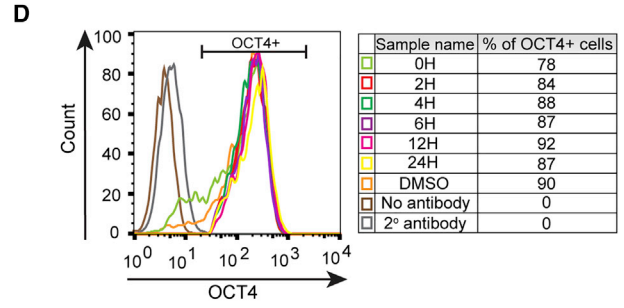 D
OCT4+
100
80
60
40
20
0
Count
10^0 10^1 10^2 10^3 10^4
OCT4
Sample name % of OCT4+ cells
0H 78
2H 84
4H 88
6H 87
12H 92
24H 87
DMSO 90
No antibody 0
2° antibody 0